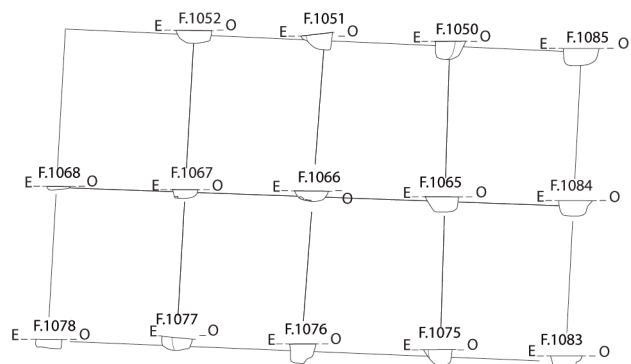 F.1052
E O
F.1051
E O
F.1050
E O
F.1085
E O
F.1068
E O
F.1067
E O
F.1066
E O
F.1065
E O
F.1084
E O
F.1078
E O
F.1077
E O
F.1076
E O
F.1075
E O
F.1083
E O